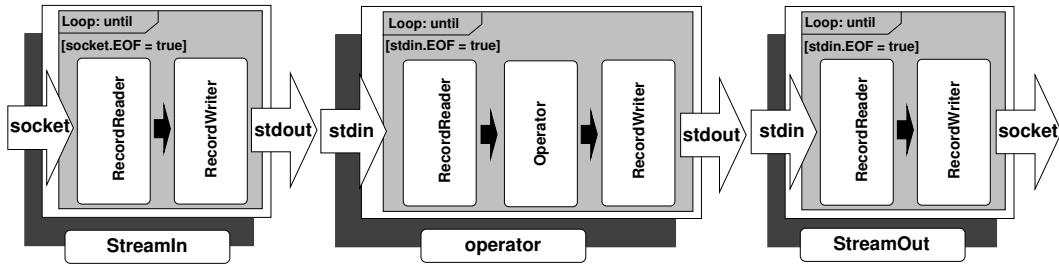 Loop: until
[socket.EOF = true]
socket
RecordReader
RecordWriter
stdout
StreamIn
Loop: until
[stdin.EOF = true]
stdin
RecordReader
Operator
RecordWriter
stdout
operator
Loop: until
[stdin.EOF = true]
stdin
RecordReader
RecordWriter
socket
StreamOut